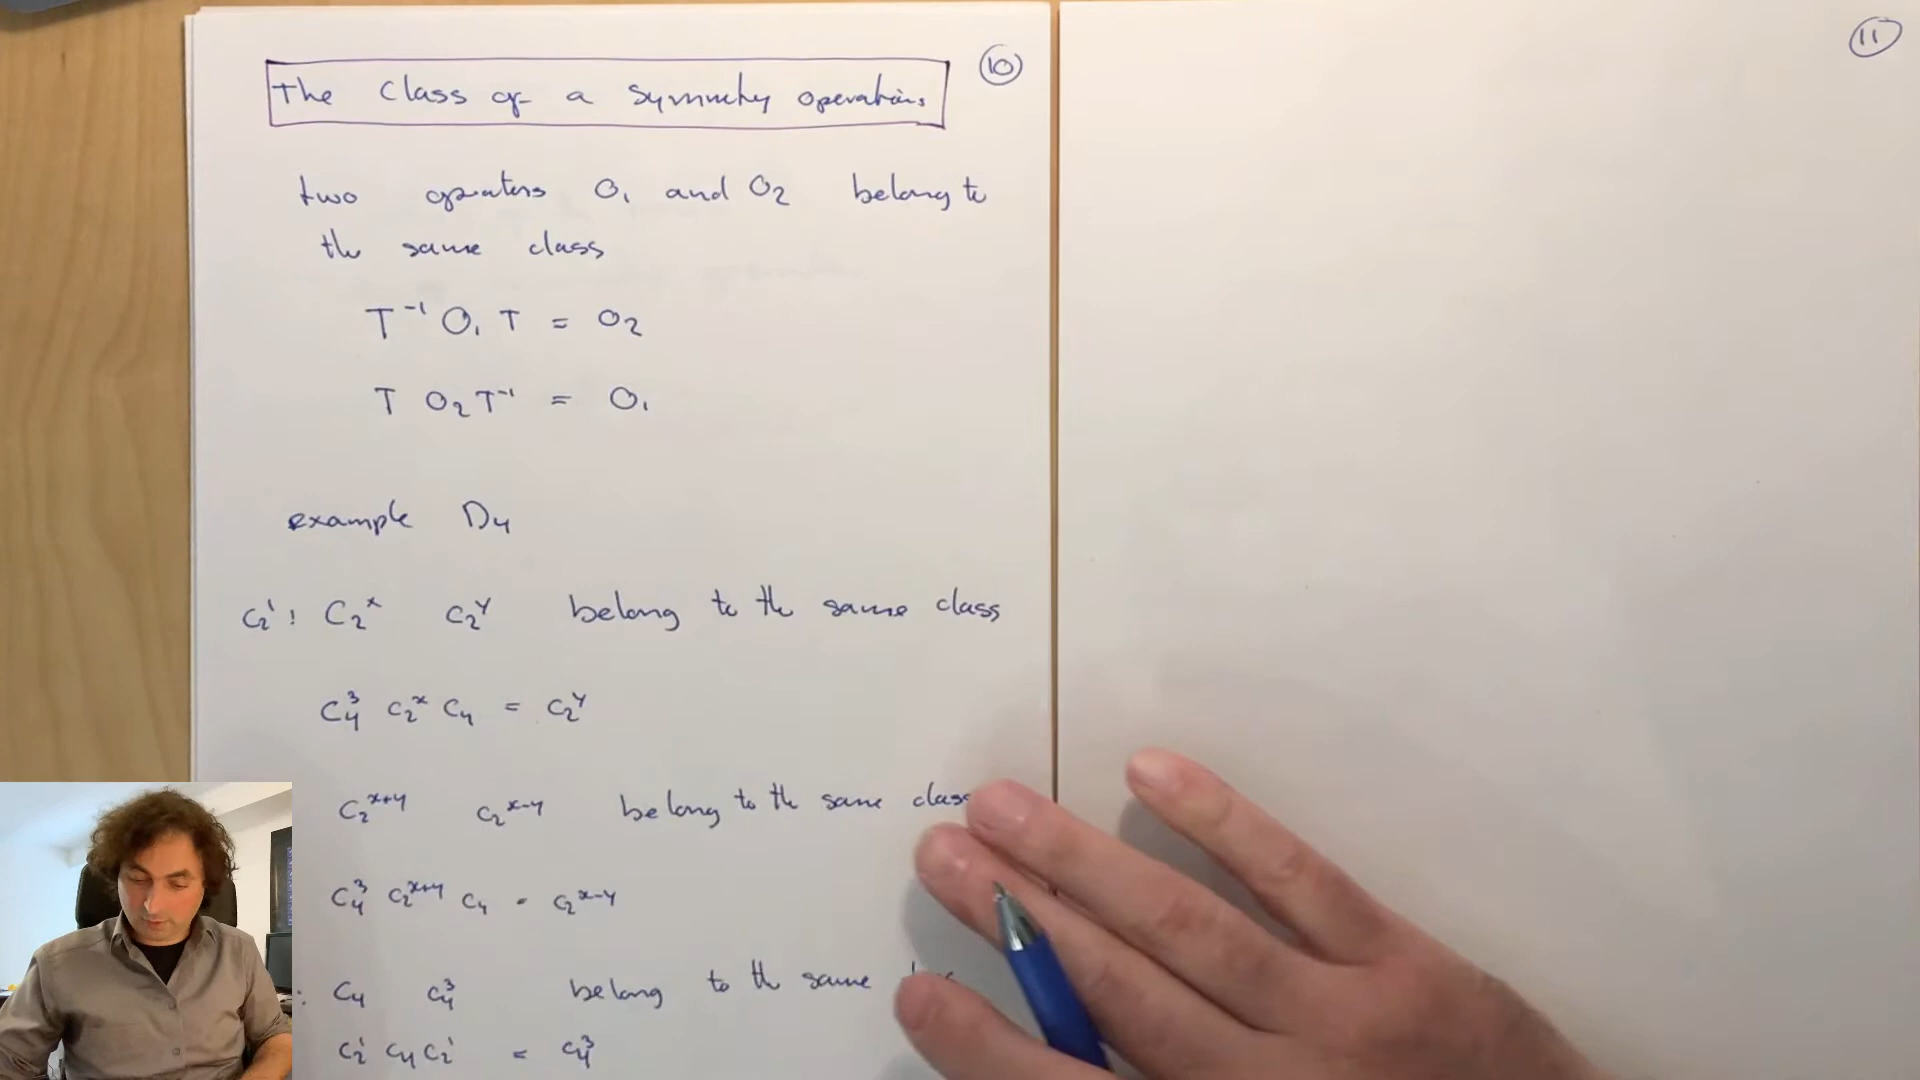 The Class of a symmetry operations
10
two operators O₁ and O₂ belong to
the same class
T⁻¹ O₁ T = O₂
T O₂ T⁻¹ = O₁
example D₄
C₂' : C₂ˣ C₂ʸ belong to the same class
C₄³ C₂ˣ C₄ = C₂ʸ
C₂ˣ⁺ʸ C₂ˣ⁻ʸ belong to the same class
C₄³ C₂ˣ⁺ʸ C₄ = C₂ˣ⁻ʸ
: C₄ C₄³ belong to the same
C₂' C₄ C₂' = C₄³
11